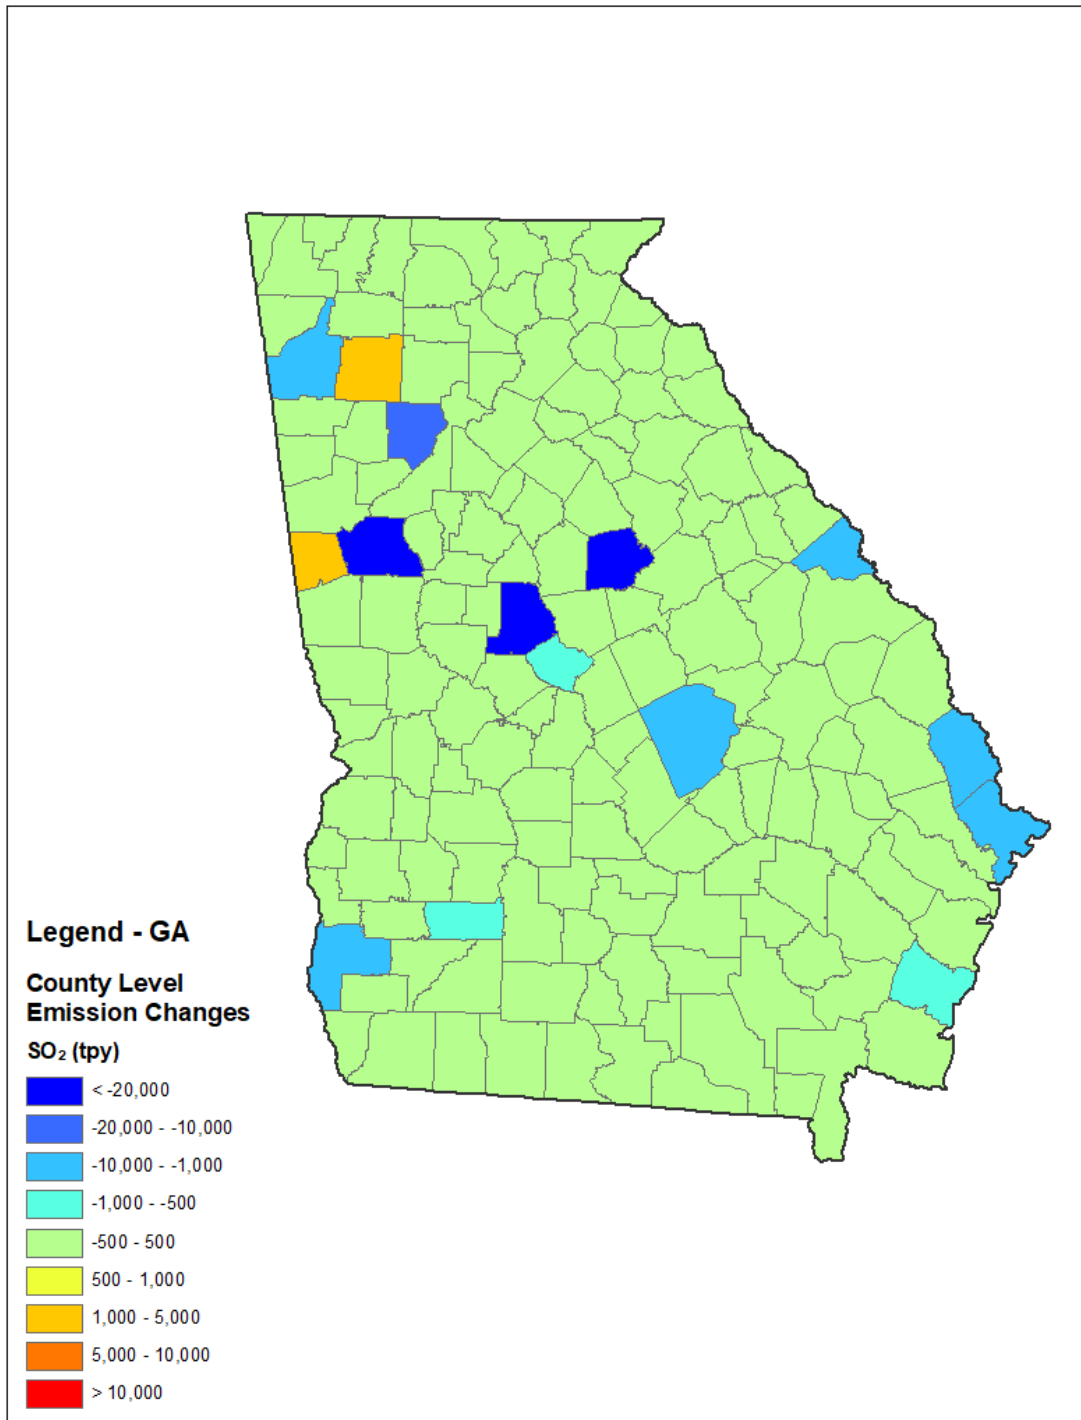 Legend - GA
County Level
Emission Changes
SO₂ (tpy)
< -20,000
-20,000 - -10,000
-10,000 - -1,000
-1,000 - -500
-500 - 500
500 - 1,000
1,000 - 5,000
5,000 - 10,000
> 10,000